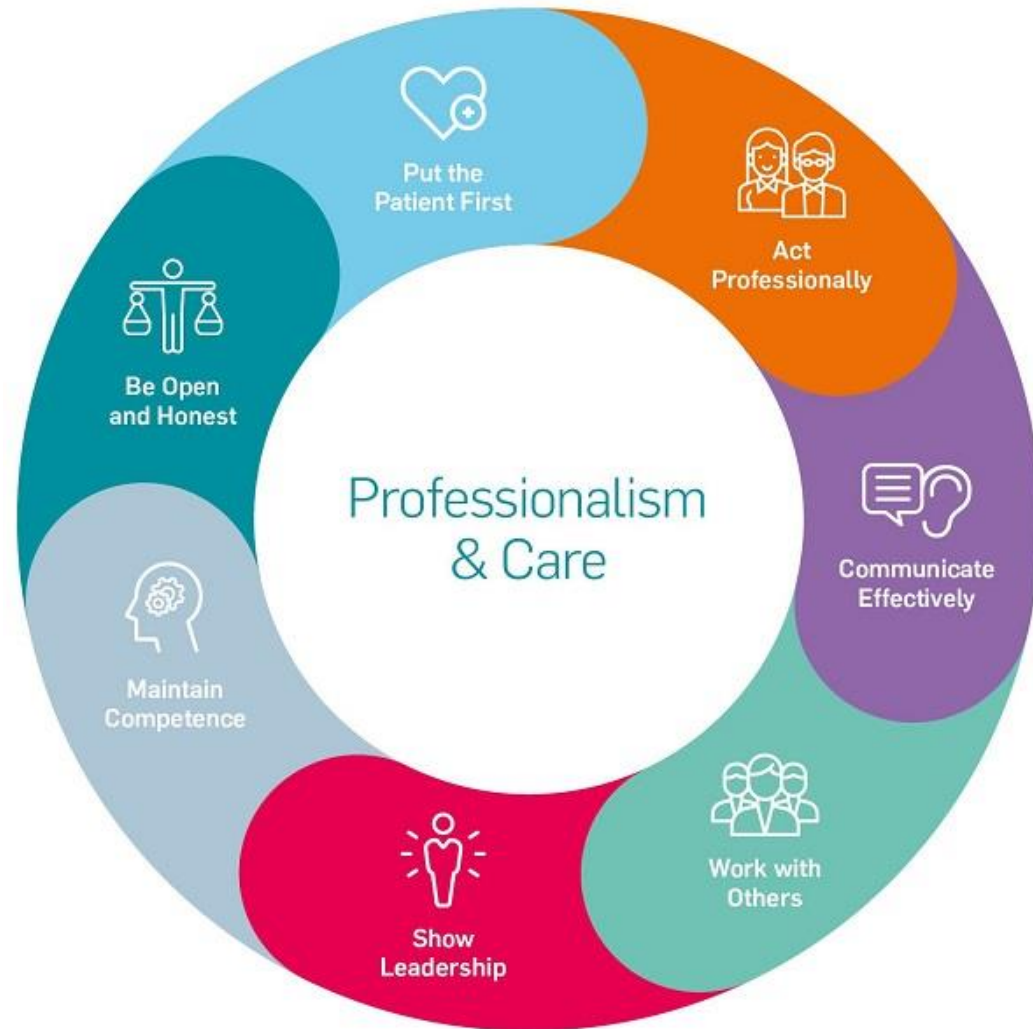 Put the
Patient First
Act
Professionally
Communicate
Effectively
Work with
Others
Show
Leadership
Maintain
Competence
Be Open
and Honest
Professionalism
& Care